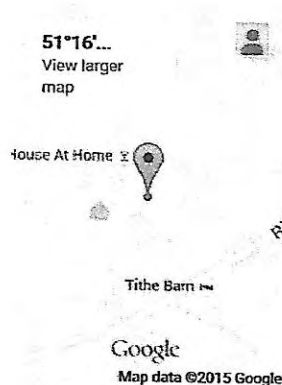 51°16'...
View larger
map
House At Home
Tithe Barn
Google
Map data ©2015 Google